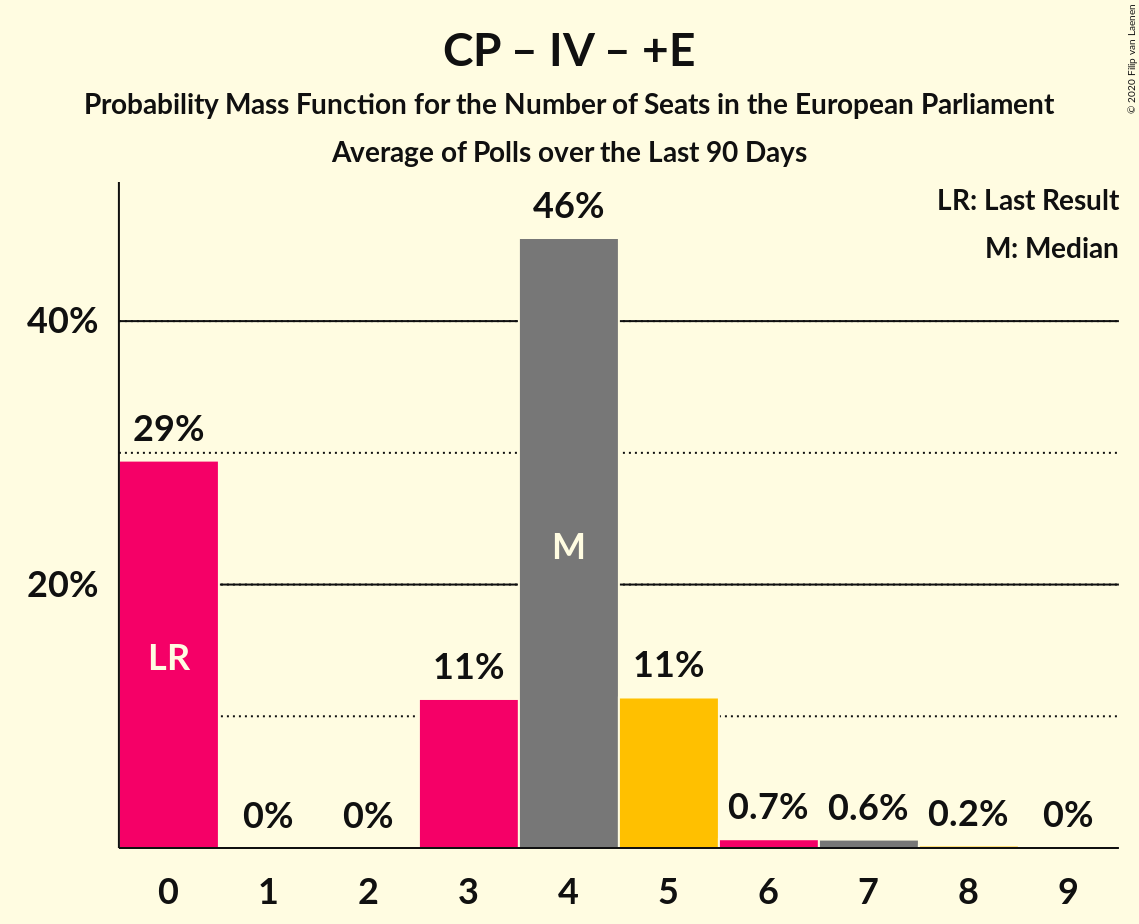 CP – IV – +E
Probability Mass Function for the Number of Seats in the European Parliament
Average of Polls over the Last 90 Days
© 2020 Filip van Laenen
LR: Last Result
M: Median
46%
40%
29%
M
20%
LR
11%
11%
0%
0%
0.7%
0.6%
0.2%
0%
0 1 2 3 4 5 6 7 8 9